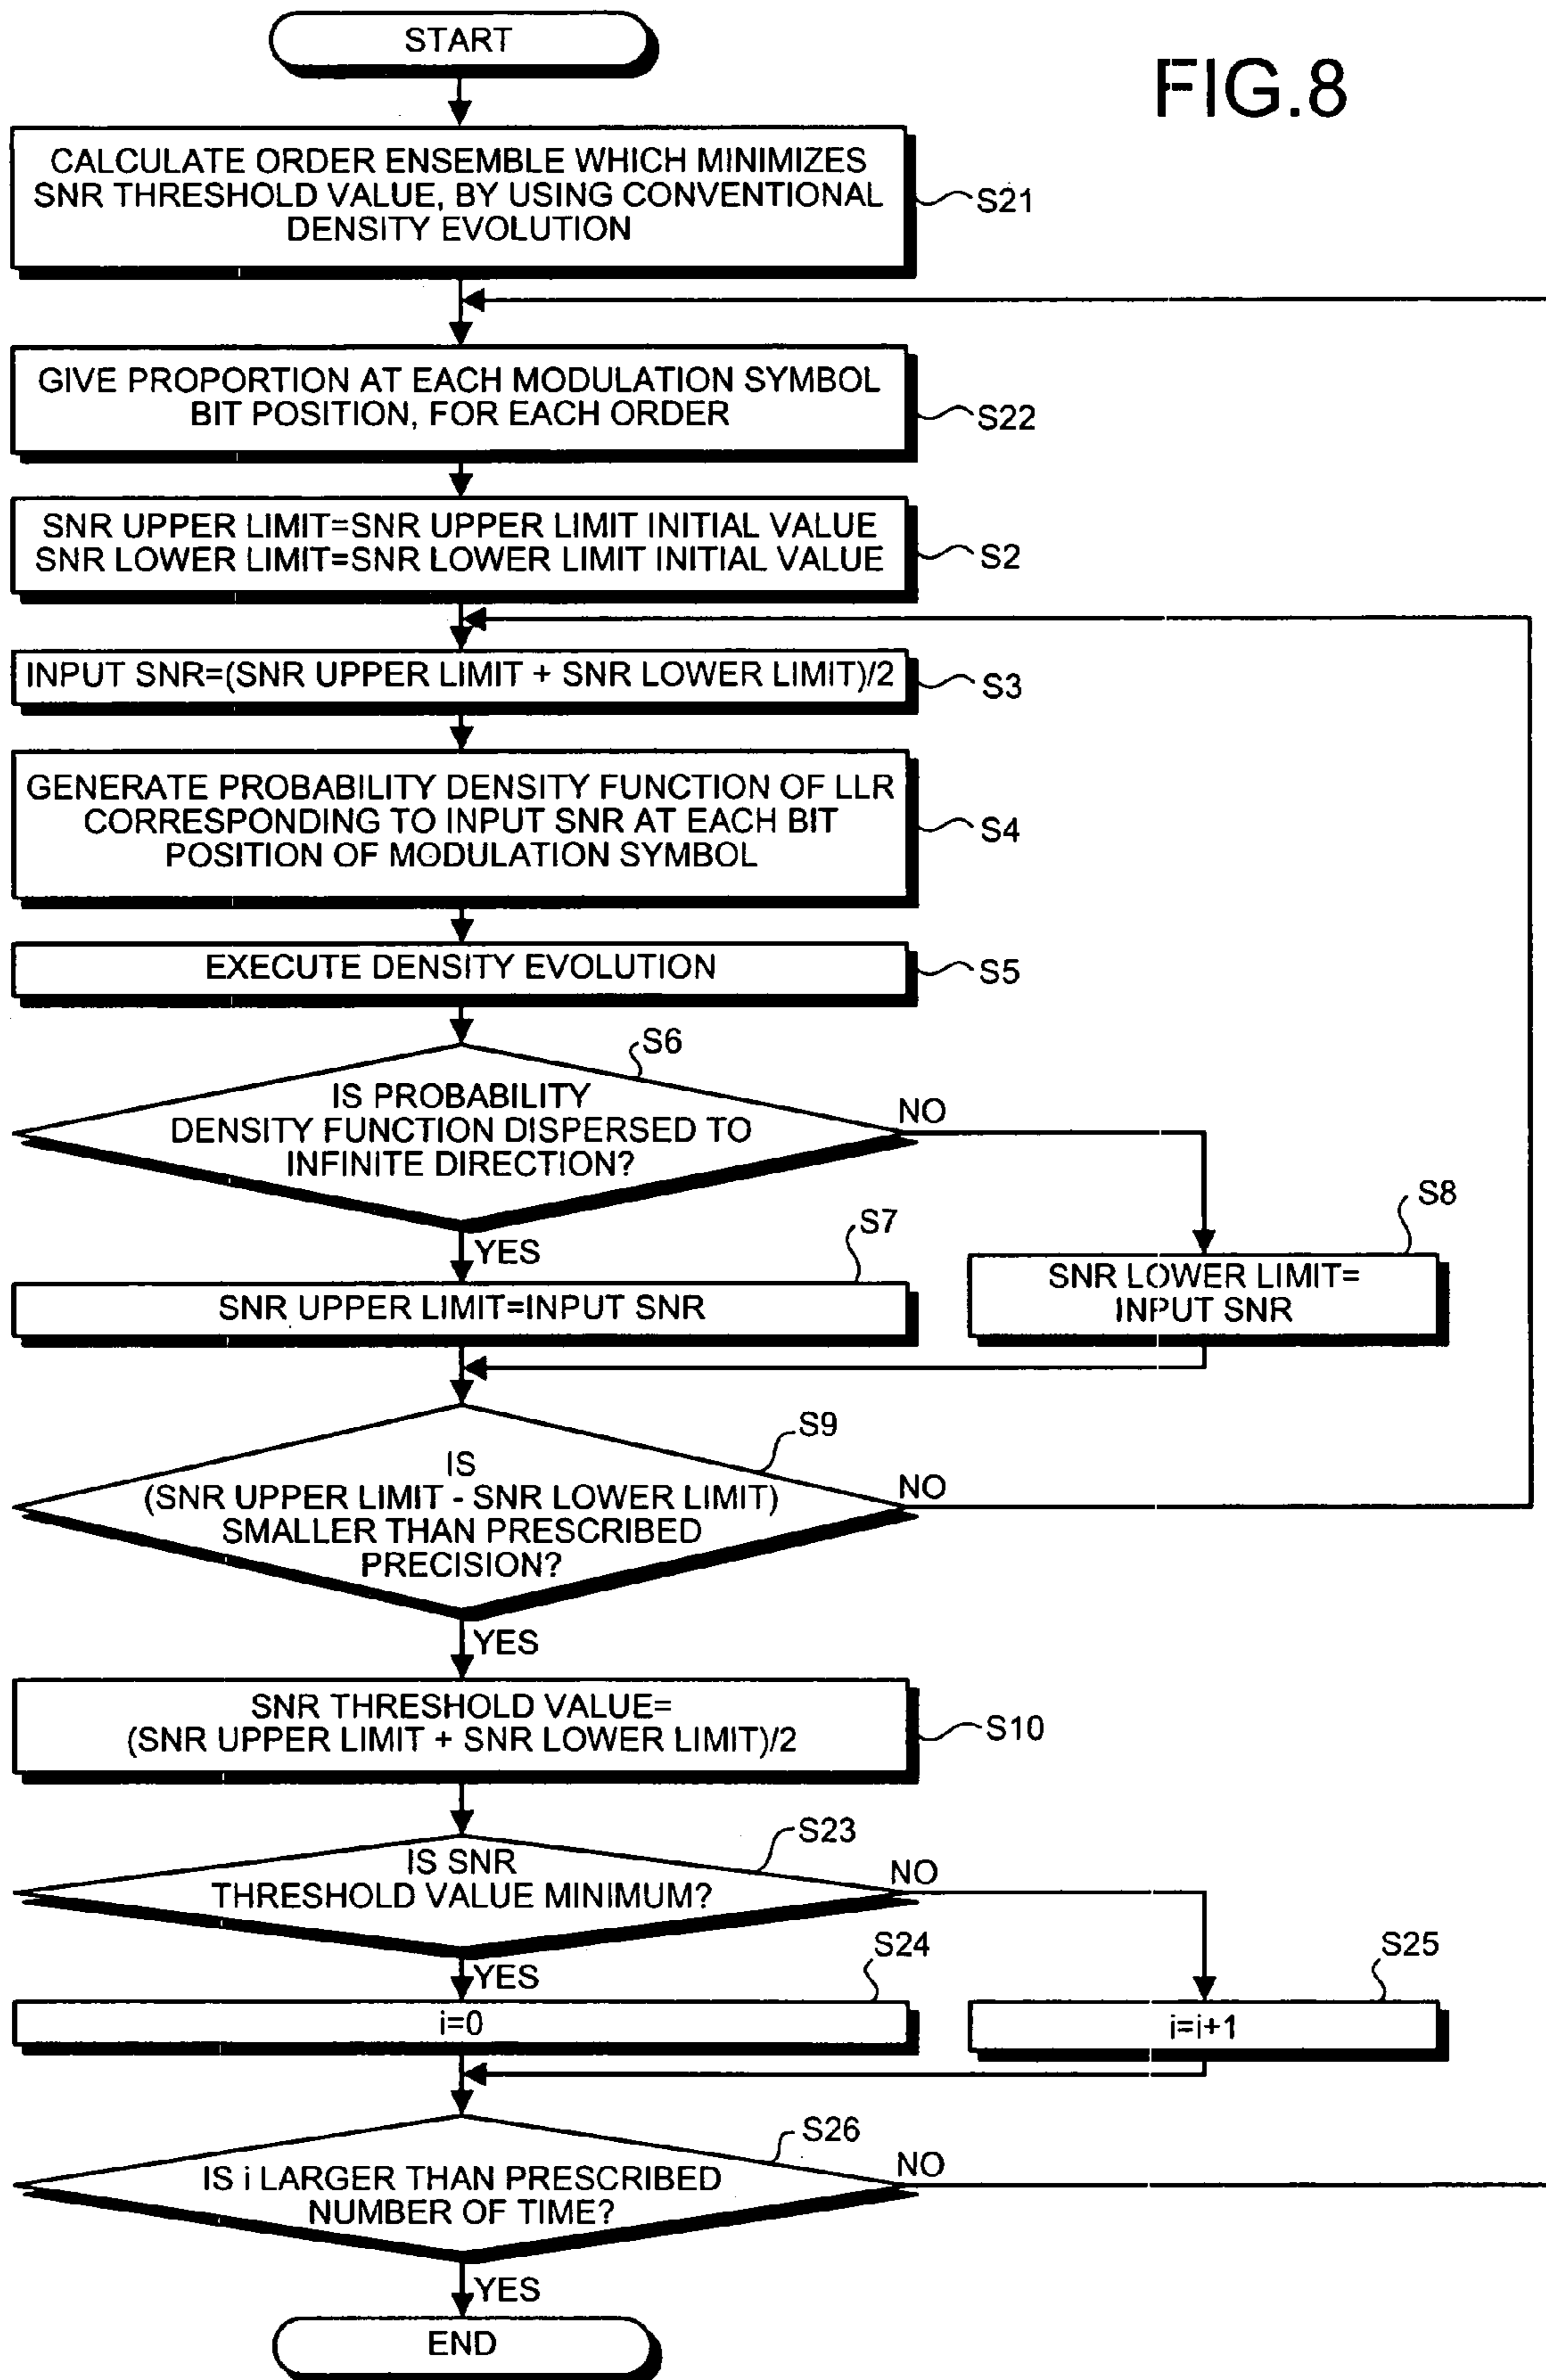 START
FIG.8
CALCULATE ORDER ENSEMBLE WHICH MINIMIZES
SNR THRESHOLD VALUE, BY USING CONVENTIONAL
DENSITY EVOLUTION
S21
GIVE PROPORTION AT EACH MODULATION SYMBOL
BIT POSITION, FOR EACH ORDER
S22
SNR UPPER LIMIT=SNR UPPER LIMIT INITIAL VALUE
SNR LOWER LIMIT=SNR LOWER LIMIT INITIAL VALUE
S2
INPUT SNR=(SNR UPPER LIMIT + SNR LOWER LIMIT)/2
S3
GENERATE PROBABILITY DENSITY FUNCTION OF LLR
CORRESPONDING TO INPUT SNR AT EACH BIT
POSITION OF MODULATION SYMBOL
S4
EXECUTE DENSITY EVOLUTION
S5
S6
IS PROBABILITY
DENSITY FUNCTION DISPERSED TO
INFINITE DIRECTION?
NO
YES
S7
SNR UPPER LIMIT=INPUT SNR
S8
SNR LOWER LIMIT=
INPUT SNR
S9
IS
(SNR UPPER LIMIT - SNR LOWER LIMIT)
SMALLER THAN PRESCRIBED
PRECISION?
NO
YES
SNR THRESHOLD VALUE=
(SNR UPPER LIMIT + SNR LOWER LIMIT)/2
S10
S23
IS SNR
THRESHOLD VALUE MINIMUM?
NO
YES
S24
i=0
S25
i=i+1
S26
IS i LARGER THAN PRESCRIBED
NUMBER OF TIME?
NO
YES
END